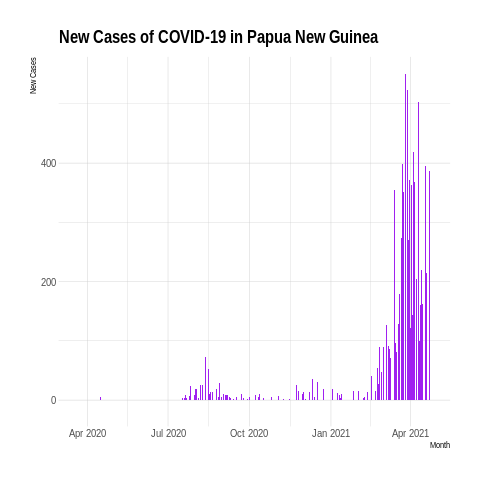 New Cases of COVID-19 in Papua New Guinea
New Cases
400
200
0
Apr 2020 Jul 2020 Oct 2020 Jan 2021 Apr 2021
Month